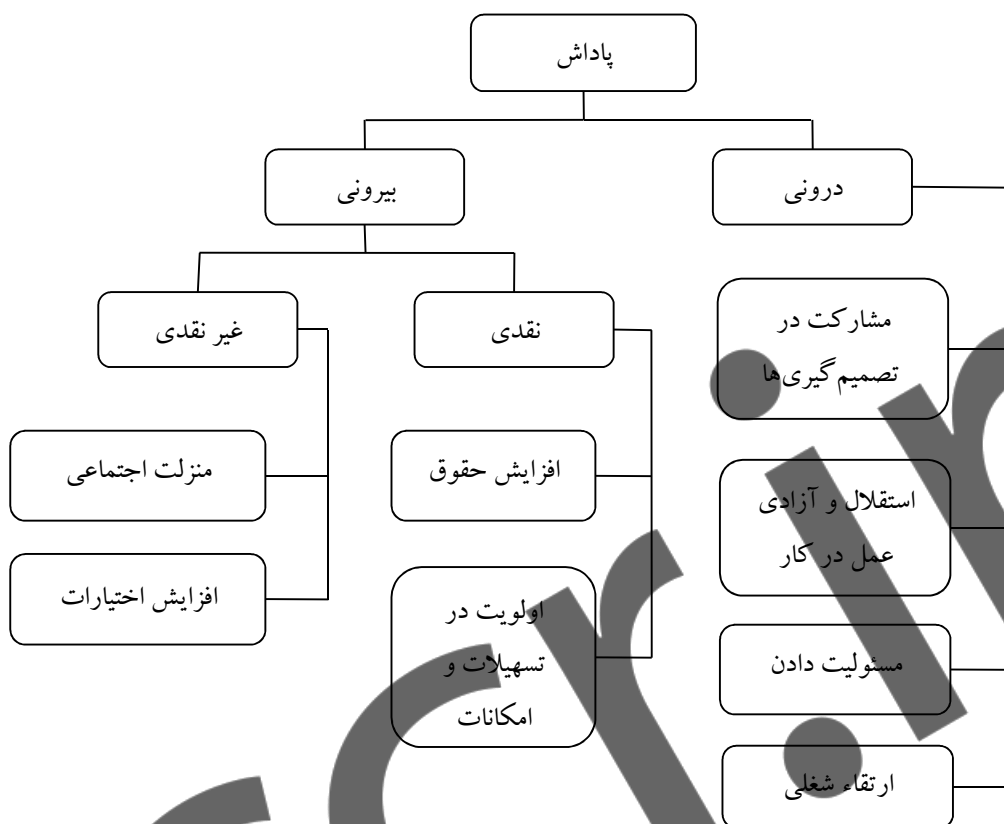 پاداش
درونی
بیرونی
نقدی
غیر نقدی
مشارکت در
تصمیم‌گیری‌ها
استقلال و آزادی
عمل در کار
مسئولیت دادن
ارتقاء شغلی
افزایش حقوق
اولویت در
تسهیلات و
امکانات
منزلت اجتماعی
افزایش اختیارات